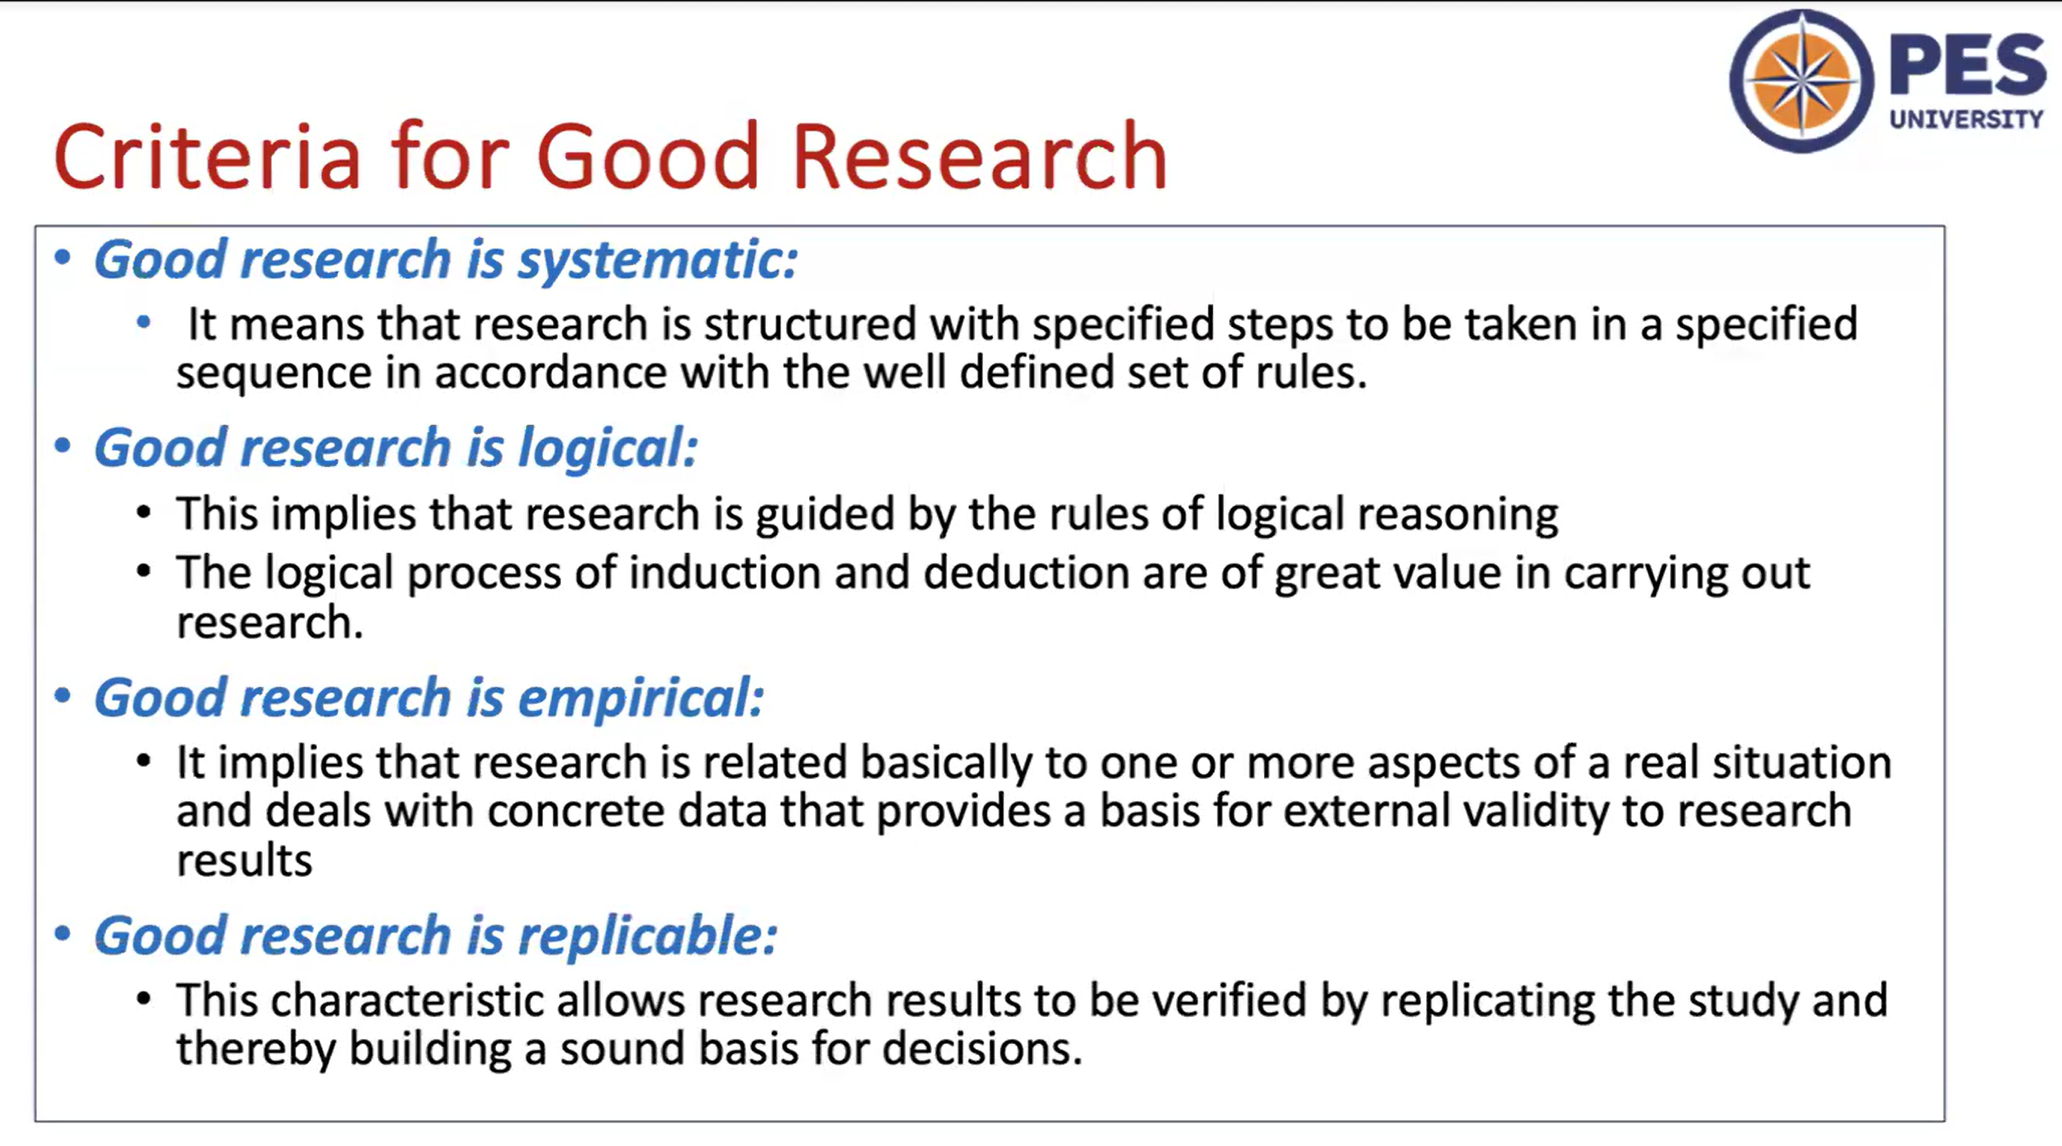 PES
UNIVERSITY
Criteria for Good Research
• Good research is systematic:
• It means that research is structured with specified steps to be taken in a specified
sequence in accordance with the well defined set of rules.
• Good research is logical:
• This implies that research is guided by the rules of logical reasoning
• The logical process of induction and deduction are of great value in carrying out
research.
• Good research is empirical:
• It implies that research is related basically to one or more aspects of a real situation
and deals with concrete data that provides a basis for external validity to research
results
• Good research is replicable:
• This characteristic allows research results to be verified by replicating the study and
thereby building a sound basis for decisions.